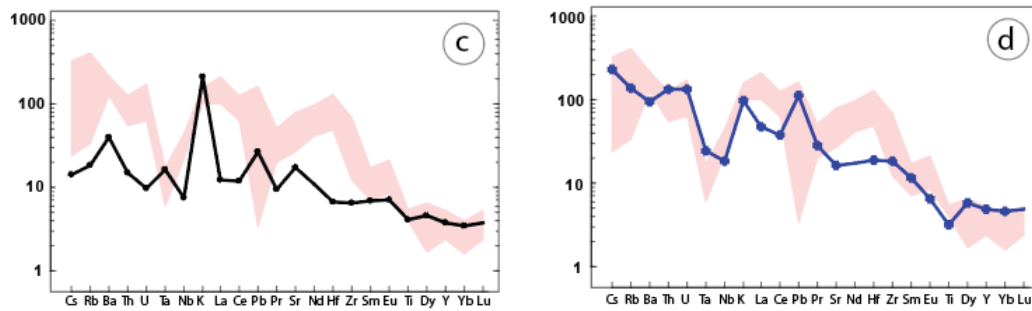 1000
100
10
1
c
Cs Rb Ba Th U Ta Nb K La Ce Pb Pr Sr Nd Hf Zr Sm Eu Ti Dy Y Yb Lu
1000
100
10
1
d
Cs Rb Ba Th U Ta Nb K La Ce Pb Pr Sr Nd Hf Zr Sm Eu Ti Dy Y Yb Lu